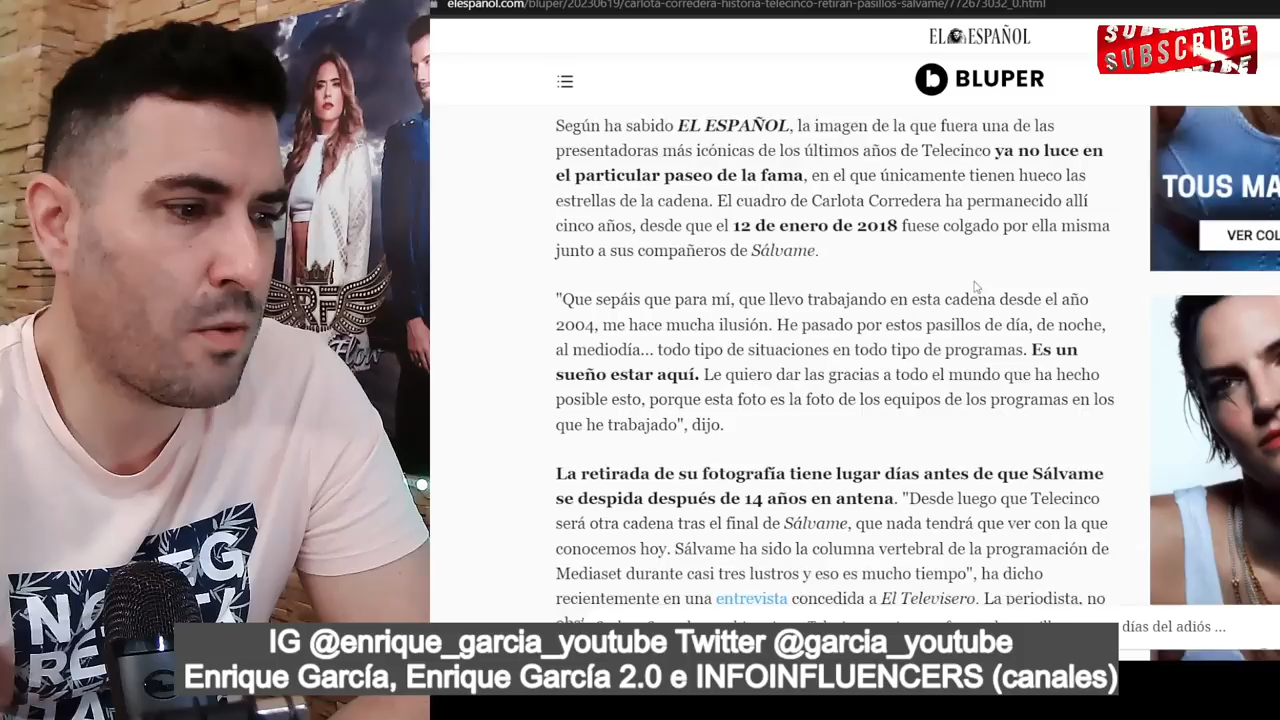 elespanol.com/bluper/20230619/carlota-corredera-historia-telecinco-retiran-pasillos-salvame/772673032_0.html
EL ESPAÑOL
SUBSCRIBE
BLUPER
Según ha sabido EL ESPAÑOL, la imagen de la que fuera una de las
presentadoras más icónicas de los últimos años de Telecinco ya no luce en
el particular paseo de la fama, en el que únicamente tienen hueco las
estrellas de la cadena. El cuadro de Carlota Corredera ha permanecido allí
cinco años, desde que el 12 de enero de 2018 fuese colgado por ella misma
junto a sus compañeros de Sálvame.
"Que sepáis que para mí, que llevo trabajando en esta cadena desde el año
2004, me hace mucha ilusión. He pasado por estos pasillos de día, de noche,
al mediodía... todo tipo de situaciones en todo tipo de programas. Es un
sueño estar aquí. Le quiero dar las gracias a todo el mundo que ha hecho
posible esto, porque esta foto es la foto de los equipos de los programas en los
que he trabajado", dijo.
La retirada de su fotografía tiene lugar días antes de que Sálvame
se despida después de 14 años en antena. "Desde luego que Telecinco
será otra cadena tras el final de Sálvame, que nada tendrá que ver con la que
conocemos hoy. Sálvame ha sido la columna vertebral de la programación de
Mediaset durante casi tres lustros y eso es mucho tiempo", ha dicho
recientemente en una entrevista concedida a El Televisero. La periodista, no
TOUS MA
VER COL
días del adiós ...
RF
Flow
IG @enrique_garcia_youtube Twitter @garcia_youtube
Enrique García, Enrique García 2.0 e INFOINFLUENCERS (canales)